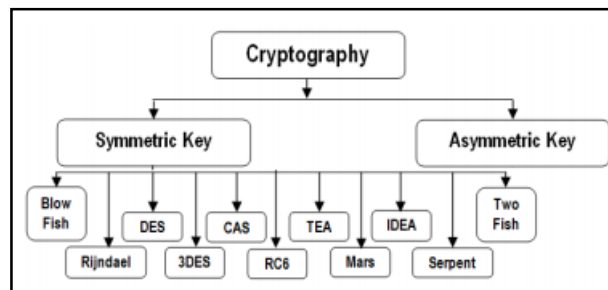 Cryptography
Symmetric Key
Asymmetric Key
Blow
Fish
DES
CAS
TEA
IDEA
Two
Fish
Rijndael
3DES
RC6
Mars
Serpent